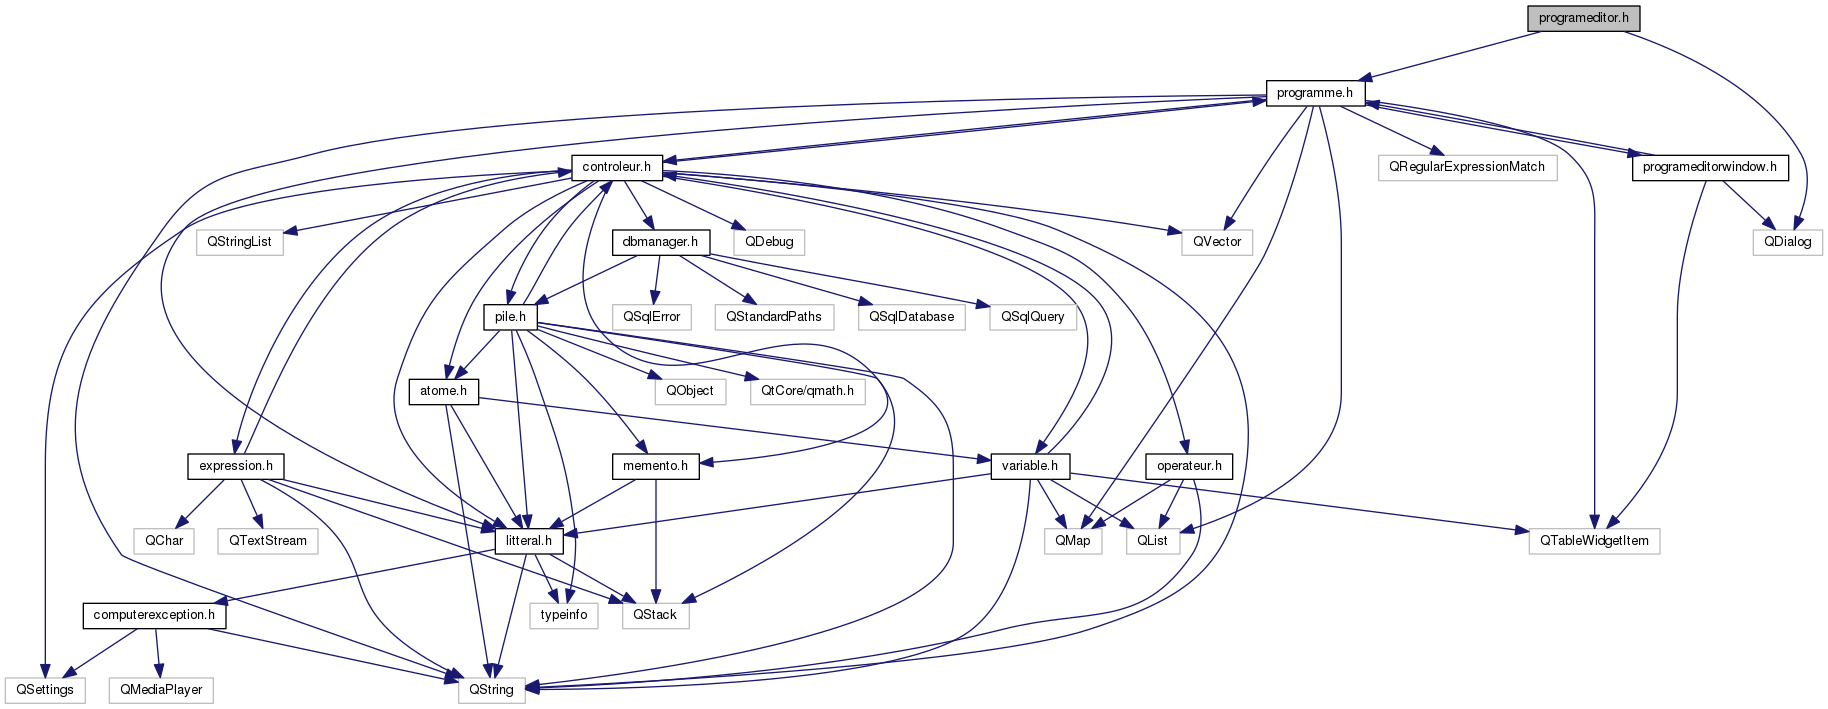 programeditor.h
programme.h
controleur.h
QRegularExpressionMatch
programeditorwindow.h
QStringList
dbmanager.h
QDebug
QVector
QDialog
pile.h
QSqlError
QStandardPaths
QSqlDatabase
QSqlQuery
atome.h
QObject
QtCore/qmath.h
expression.h
memento.h
variable.h
operateur.h
QChar
QTextStream
litteral.h
QMap
QList
QTableWidgetItem
computerexception.h
typeinfo
QStack
QSettings
QMediaPlayer
QString